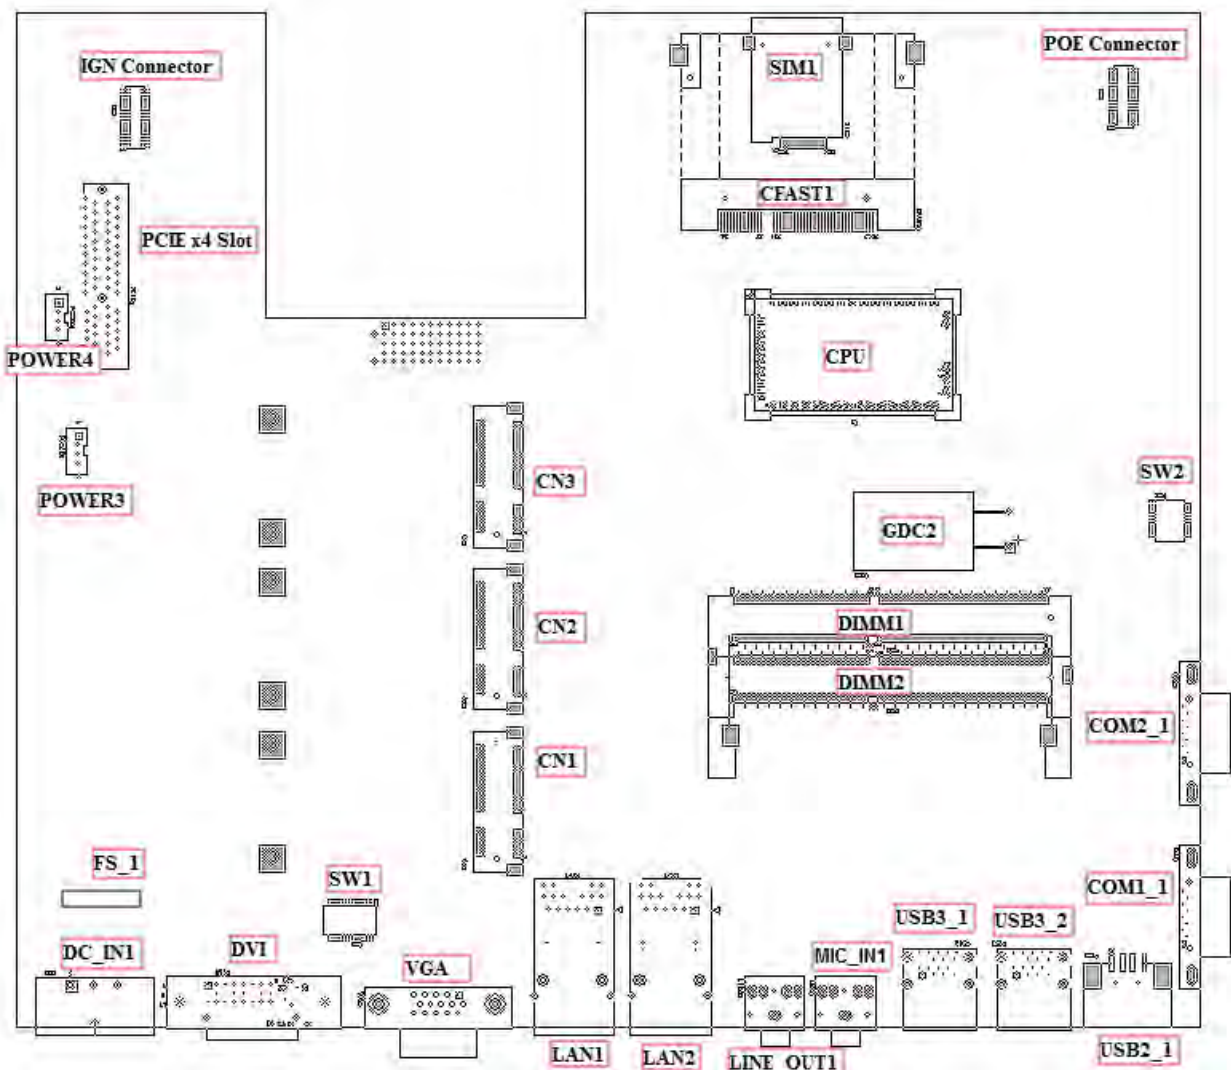 IGN Connector
SIM1
POE Connector
CFAST1
PCIE x4 Slot
POWER4
CPU
POWER3
CN3
SW2
GDC2
CN2
DIMM1
DIMM2
COM2_1
CN1
FS_1
SW1
COM1_1
USB3_1
USB3_2
DC_IN1
DVI
VGA
MIC_IN1
LAN1
LAN2
LINE_OUT1
USB2_1